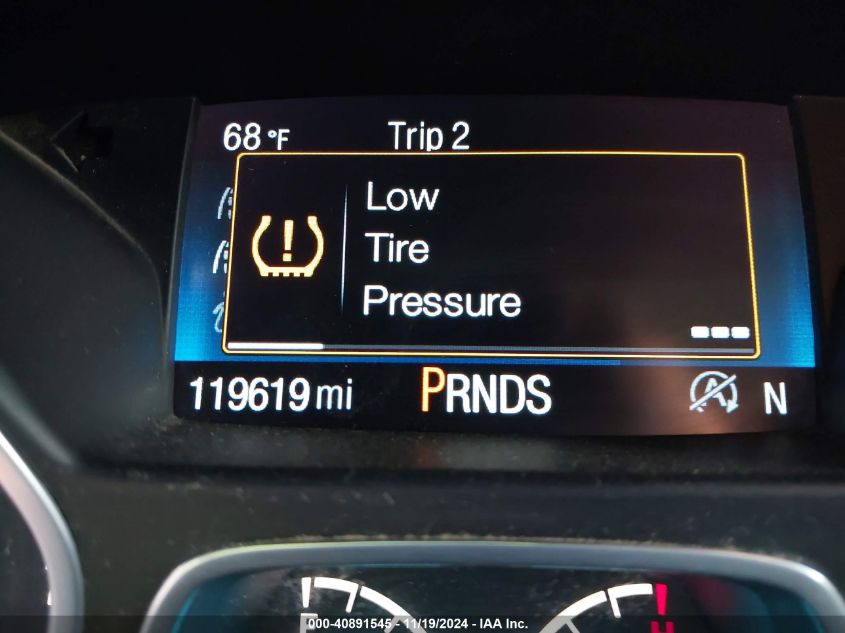 68 °F Trip 2
Low
Tire
Pressure
119619 mi PRNDS A N
H
000-40891545 - 11/19/2024 - IAA Inc.